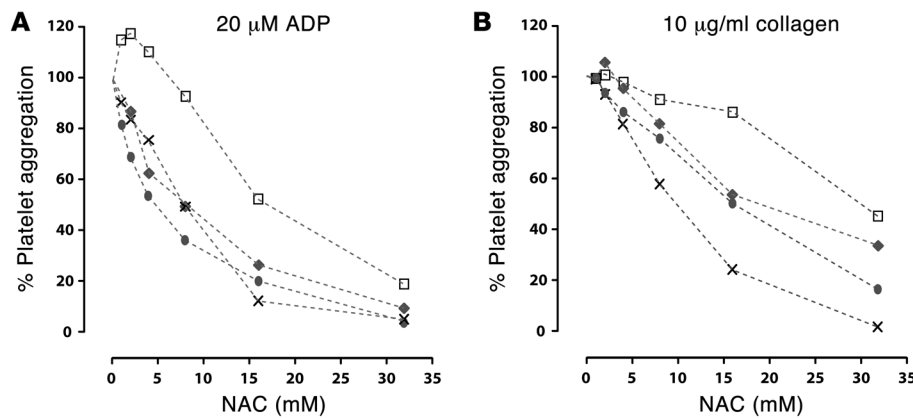 A
20 µM ADP
% Platelet aggregation
120
100
80
60
40
20
0
0 5 10 15 20 25 30 35
NAC (mM)
B
10 µg/ml collagen
% Platelet aggregation
120
100
80
60
40
20
0
0 5 10 15 20 25 30 35
NAC (mM)